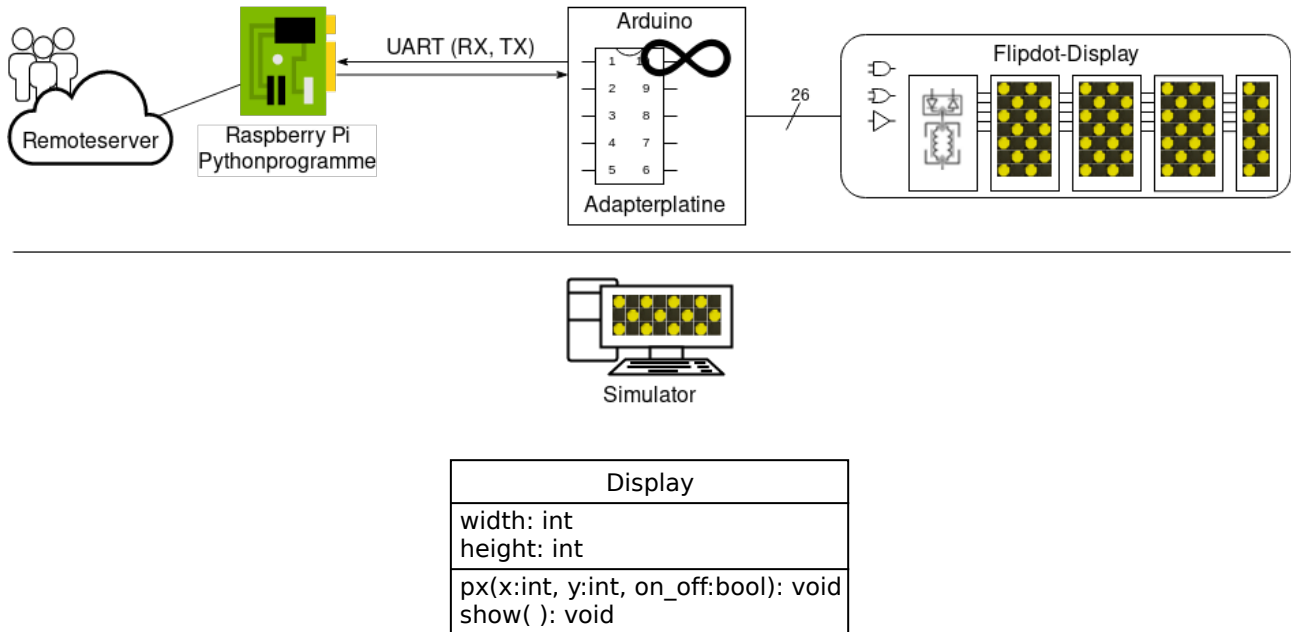 Arduino
UART (RX, TX)
Flipdot-Display
1
2
9
3
8
4
7
5
6
26
Remoteserver
Raspberry Pi
Pythonprogramme
Adapterplatine
Simulator
Display
width: int
height: int
px(x:int, y:int, on_off:bool): void
show( ): void